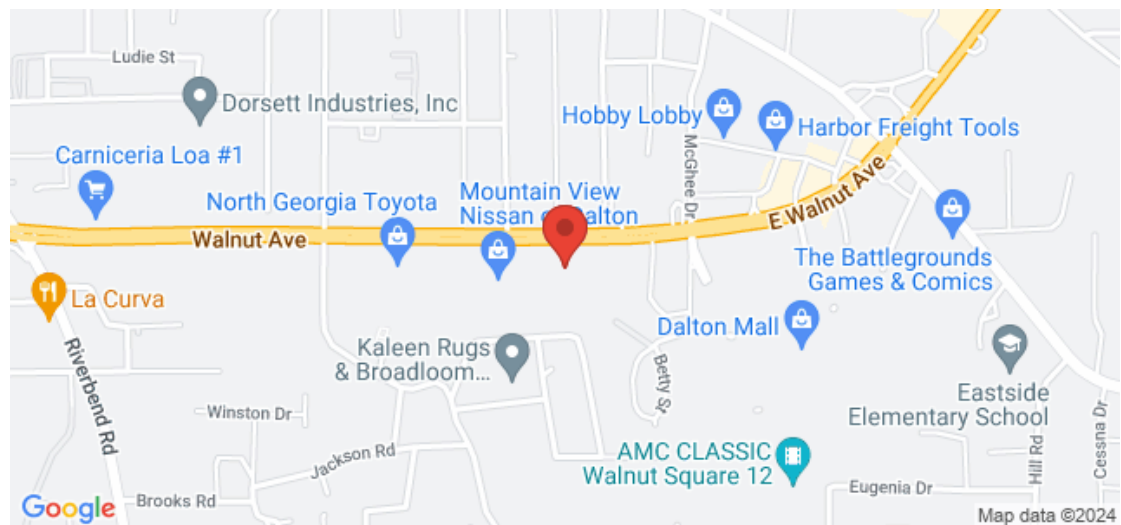 Ludie St
Dorsett Industries, Inc
Hobby Lobby
Harbor Freight Tools
McGhee Dr
Carniceria Loa #1
North Georgia Toyota
Mountain View
Nissan of Dalton
E Walnut Ave
Walnut Ave
The Battlegrounds
Games & Comics
La Curva
Dalton Mall
Kaleen Rugs
& Broadloom...
Riverbend Rd
Betty St
Eastside
Elementary School
Winston Dr
Jackson Rd
AMC CLASSIC
Walnut Square 12
Hill Rd
Cessna Dr
Eugenia Dr
Brooks Rd
Google
Map data ©2024